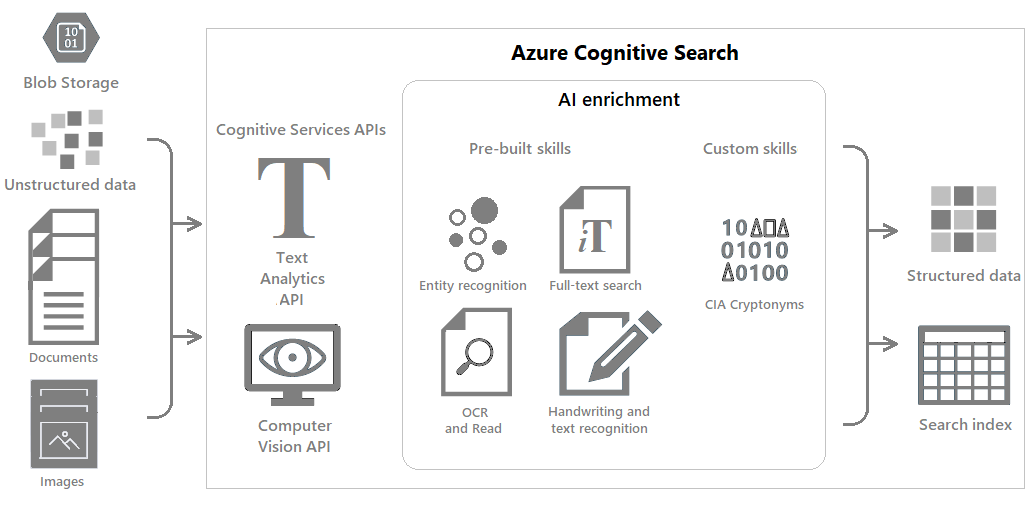 10
01
Blob Storage
Unstructured data
Documents
Images
Azure Cognitive Search
Cognitive Services APIs
T
Text
Analytics
API
Computer
Vision API
AI enrichment
Pre-built skills
Custom skills
Entity recognition
iT
Full-text search
OCR
and Read
Handwriting and
text recognition
10Δ□Δ
01010
Δ0100
CIA Cryptonyms
Structured data
Search index